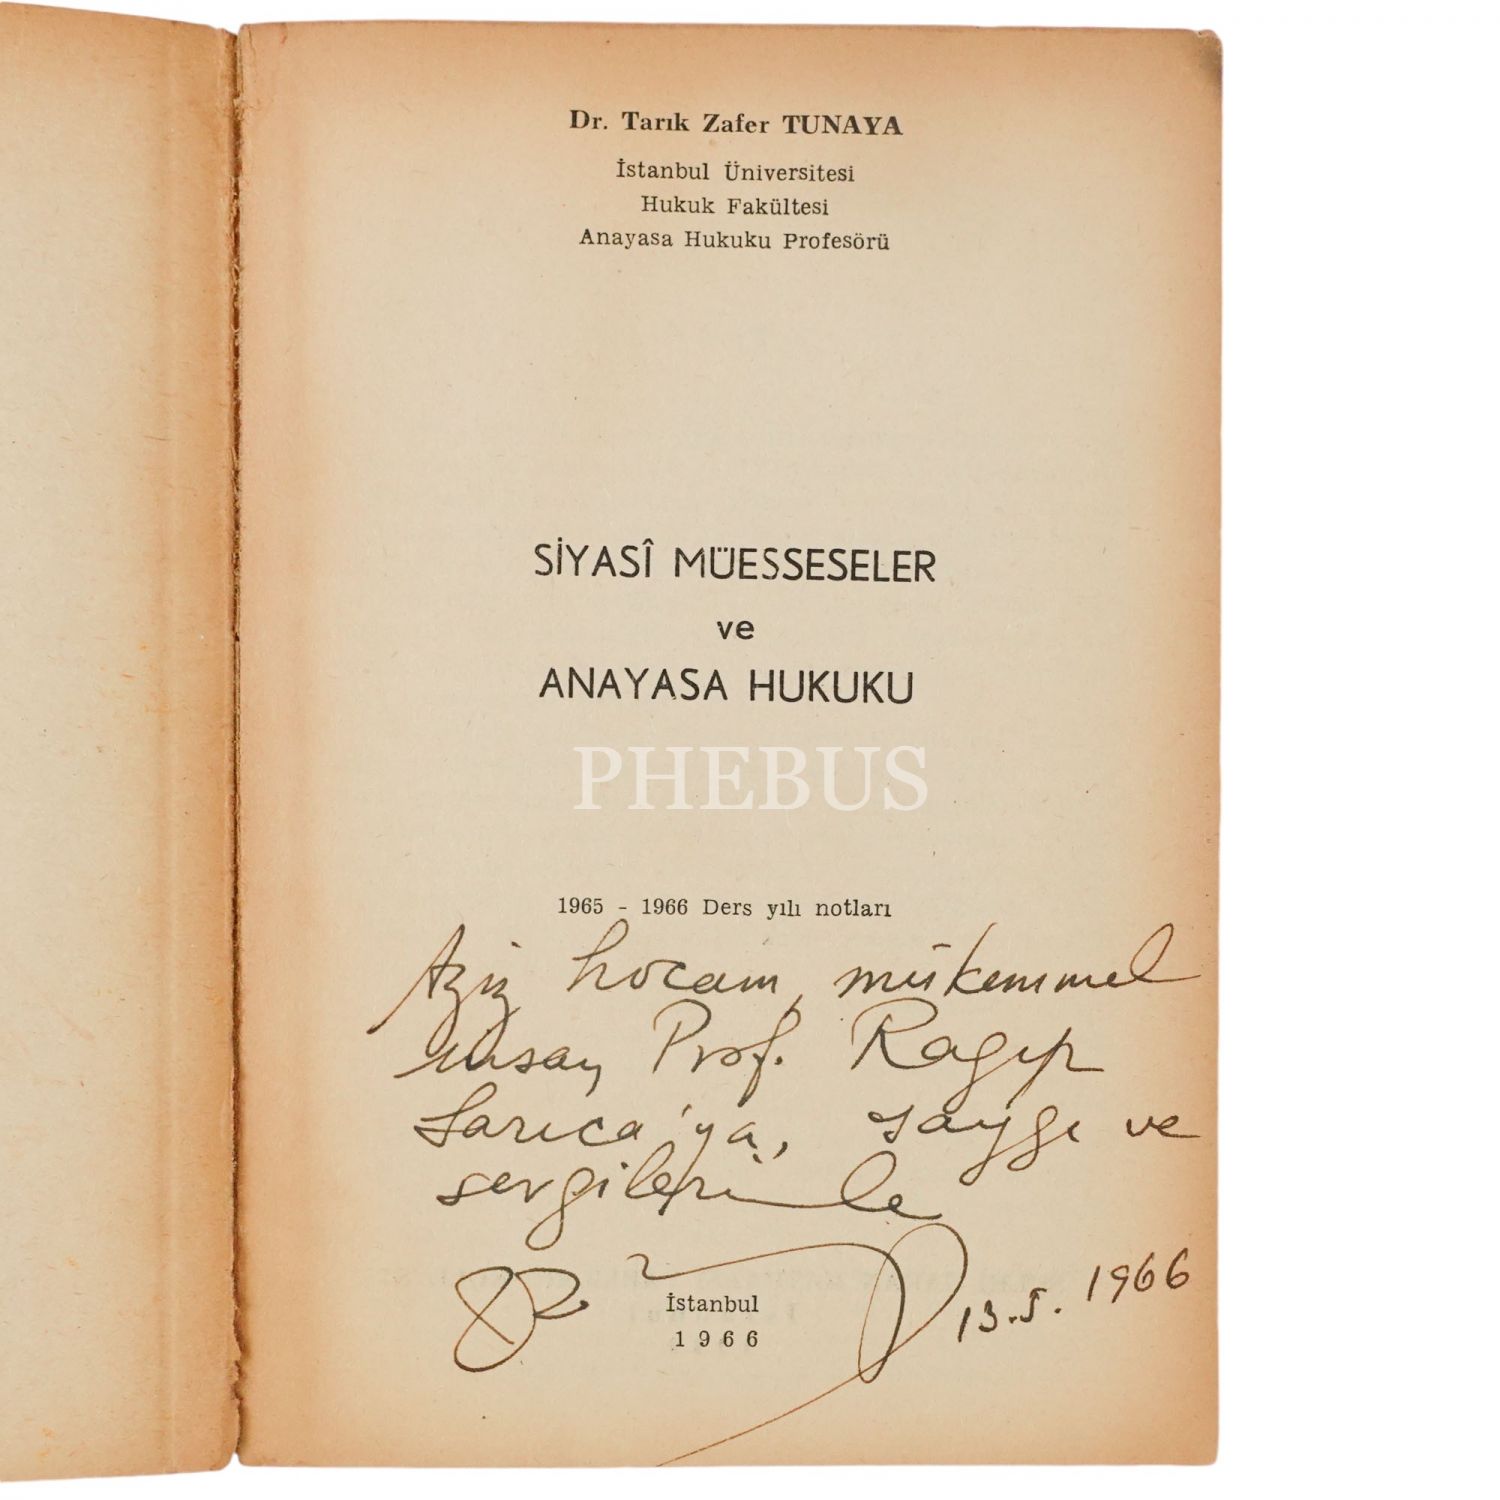 Dr. Tarık Zafer TUNAYA
İstanbul Üniversitesi
Hukuk Fakültesi
Anayasa Hukuku Profesörü
SİYASÎ MÜESSESELER
ve
ANAYASA HUKUKU
PHEBUS
1965 - 1966 Ders yılı notları
Aziz hocam, mükemmel
insan, Prof. Ragıp
Sarıca'ya, saygı ve
sevgilerimle
13.5.1966
İstanbul
1966